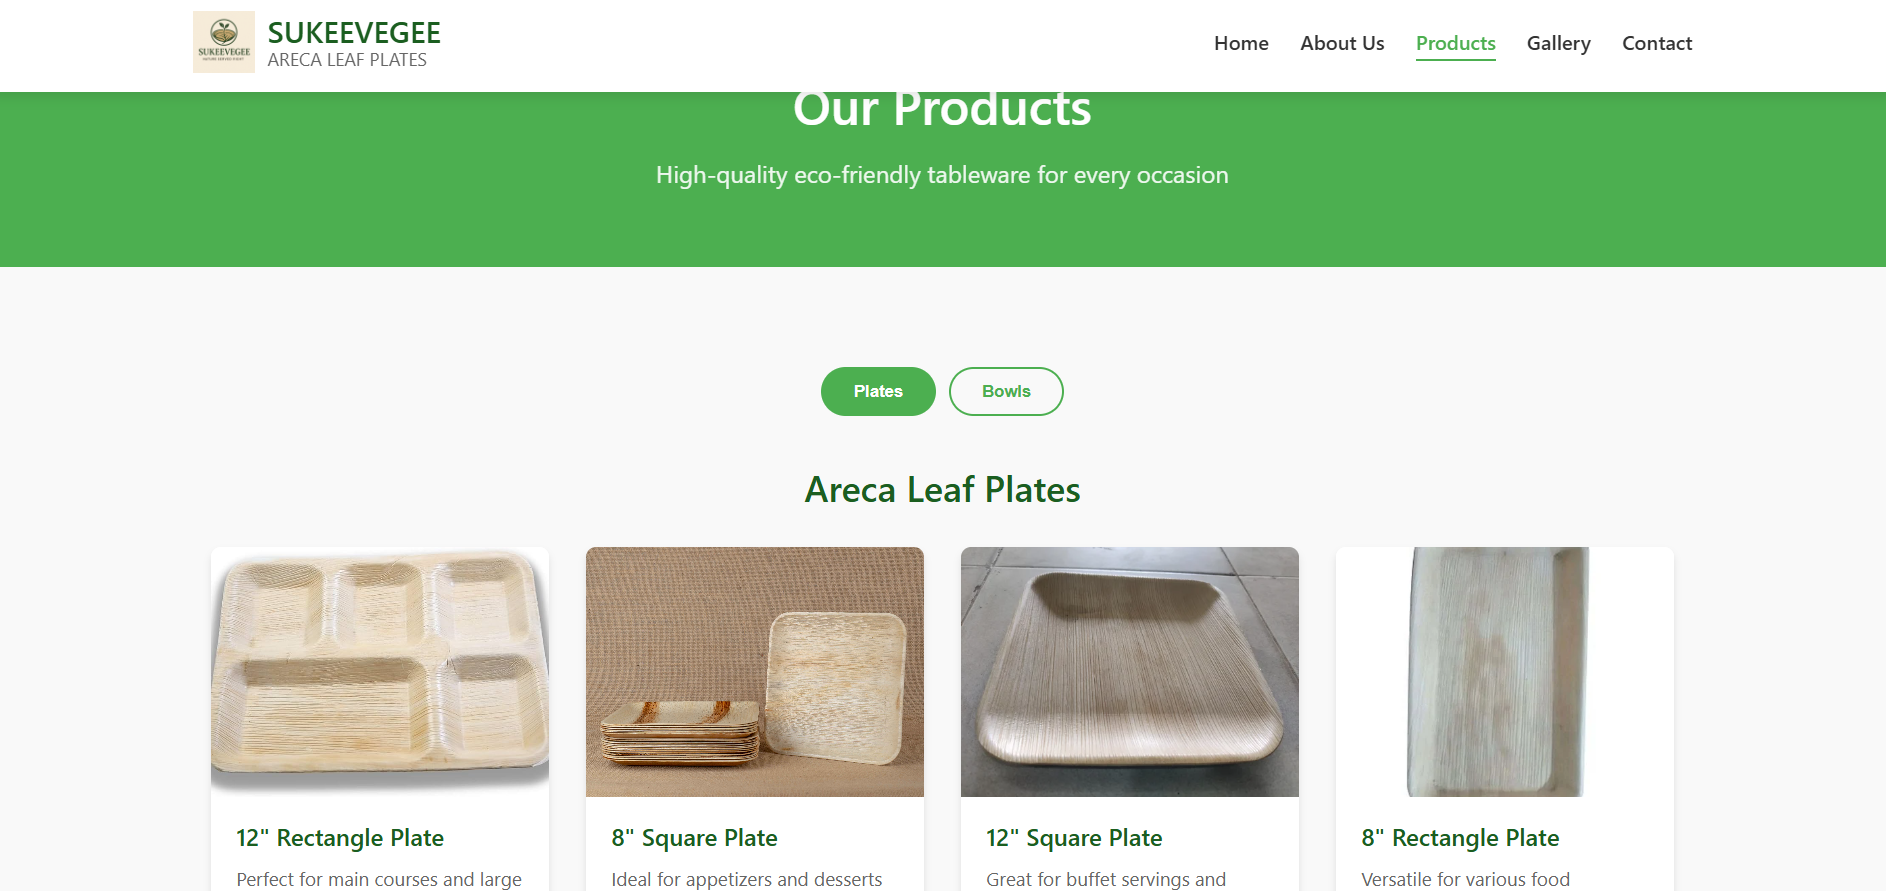 SUKEEVEGEE
SUKEEVEGEE
ARECA LEAF PLATES
Home
About Us
Products
Gallery
Contact
Our Products
High-quality eco-friendly tableware for every occasion
Plates
Bowls
Areca Leaf Plates
12" Rectangle Plate
8" Square Plate
12" Square Plate
8" Rectangle Plate
Perfect for main courses and large
Ideal for appetizers and desserts
Great for buffet servings and
Versatile for various food